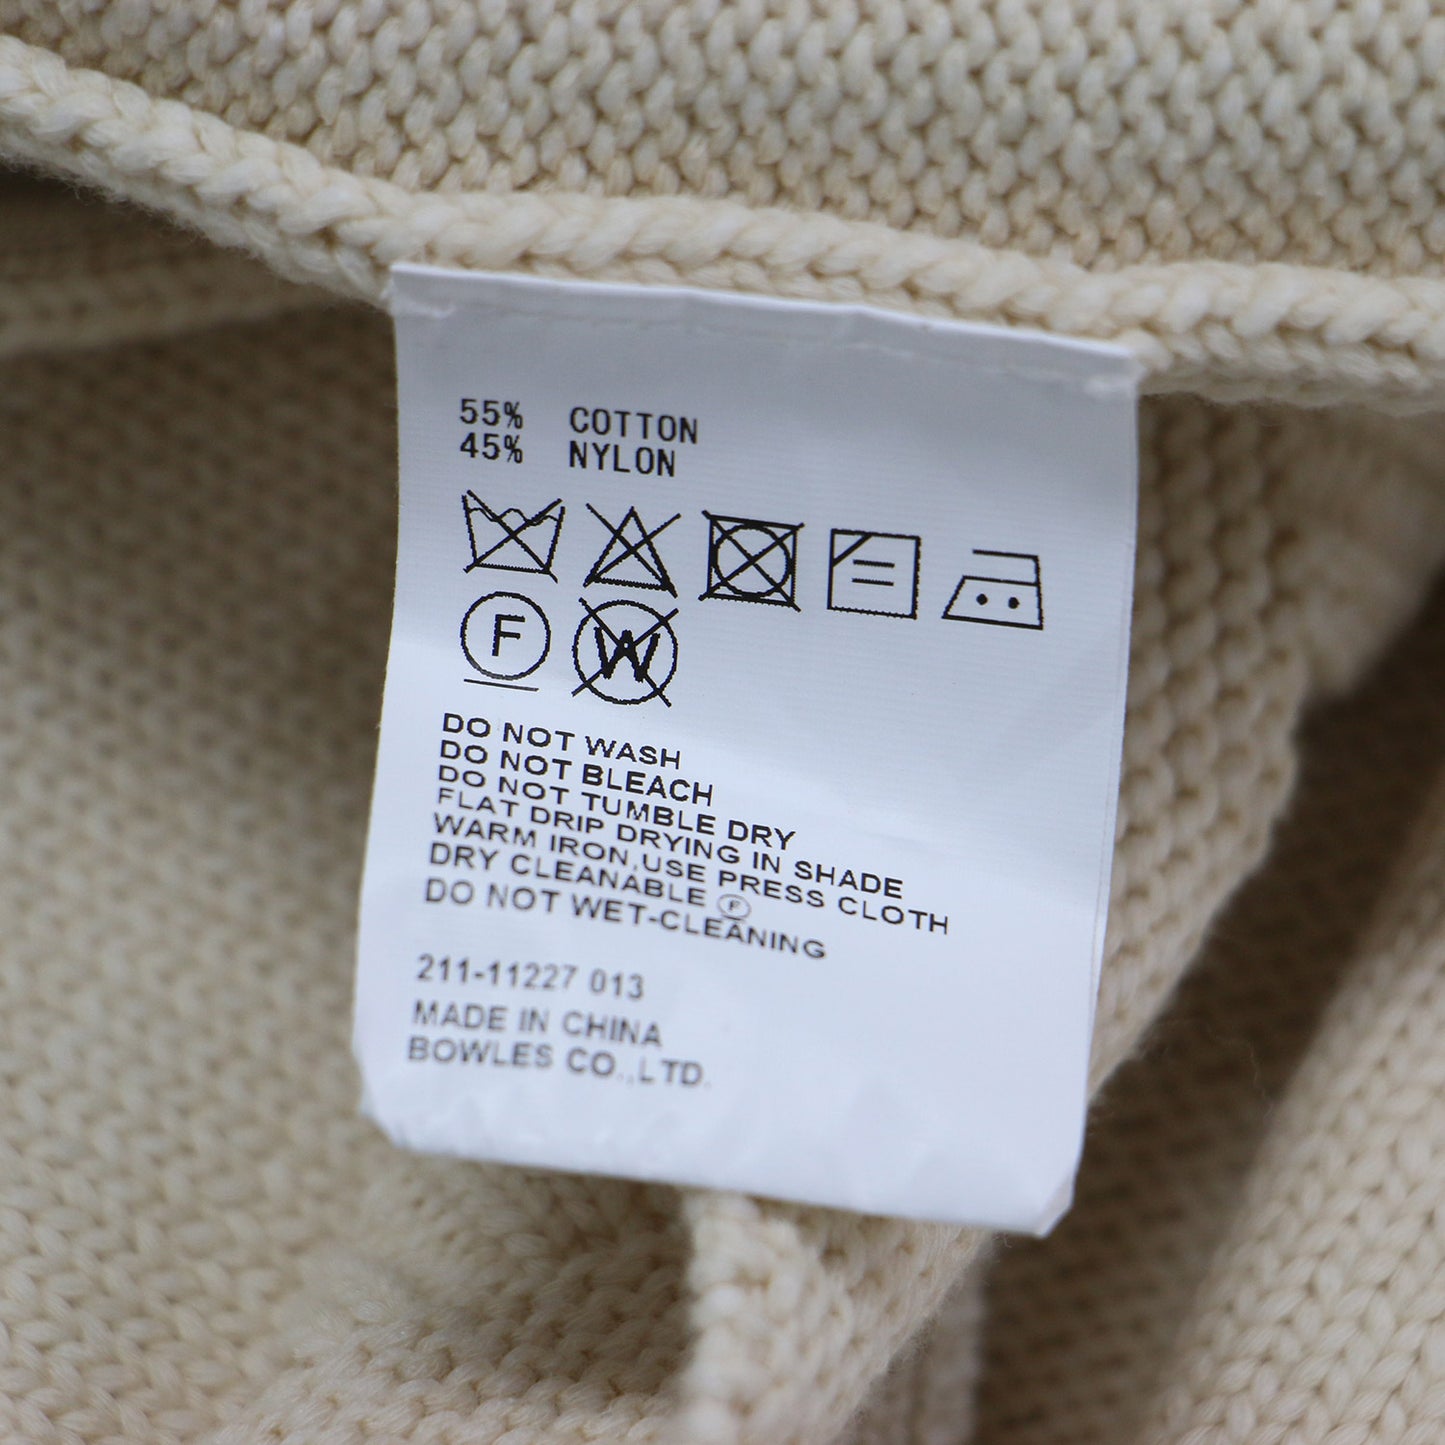 55% COTTON
45% NYLON
F W
DO NOT WASH
DO NOT BLEACH
DO NOT TUMBLE DRY
FLAT DRIP DRYING IN SHADE
WARM IRON,USE PRESS CLOTH
DRY CLEANABLE Ⓕ
DO NOT WET-CLEANING
211-11227 013
MADE IN CHINA
BOWLES CO.,LTD.